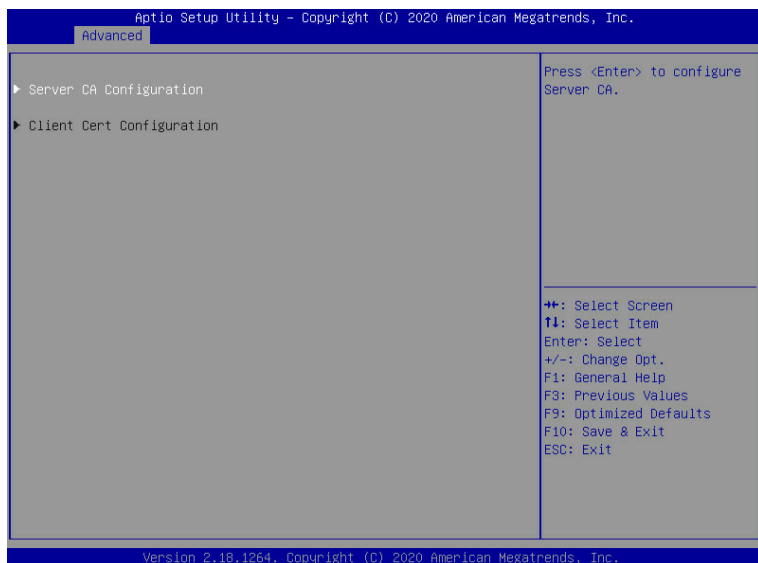 Aptio Setup Utility – Copyright (C) 2020 American Megatrends, Inc.
Advanced
▶ Server CA Configuration
▶ Client Cert Configuration
Press <Enter> to configure
Server CA.
→←: Select Screen
↑↓: Select Item
Enter: Select
+/-: Change Opt.
F1: General Help
F3: Previous Values
F9: Optimized Defaults
F10: Save & Exit
ESC: Exit
Version 2.18.1264. Copyright (C) 2020 American Megatrends, Inc.